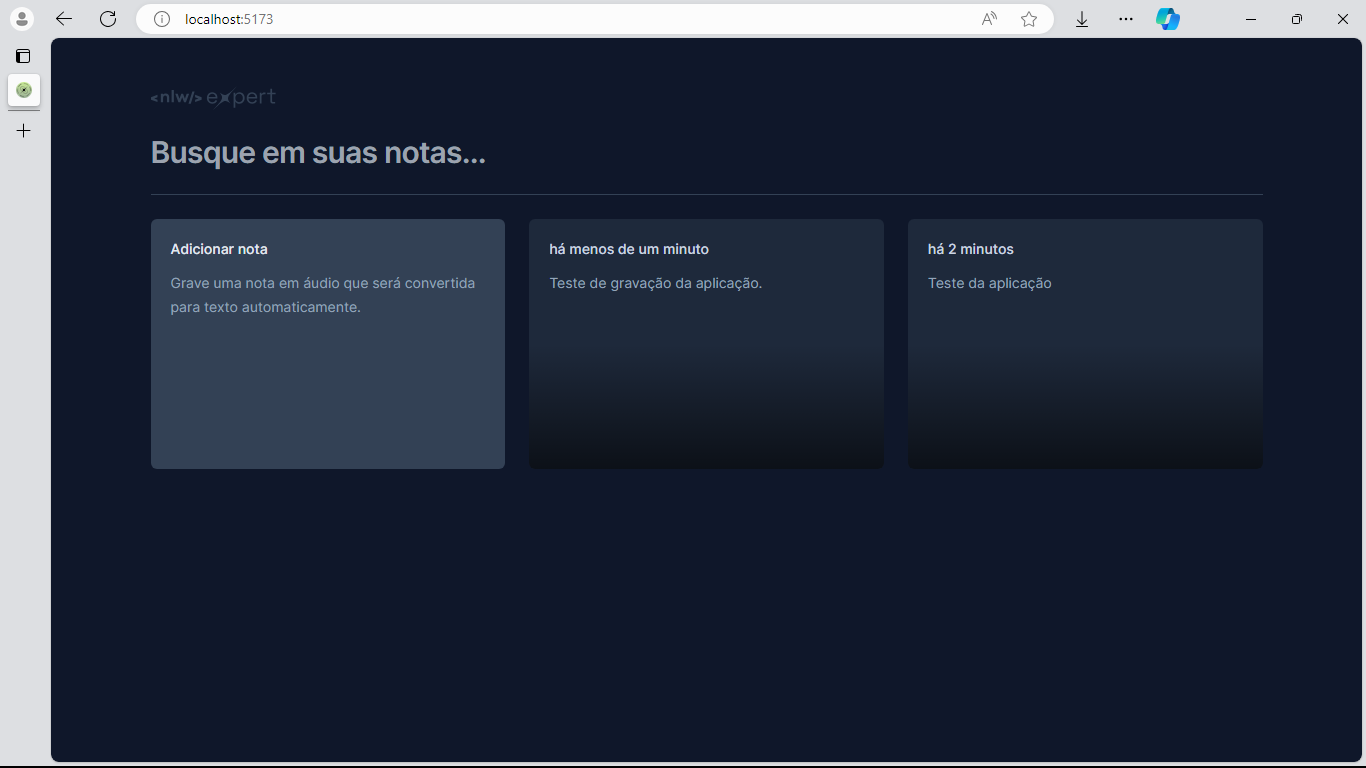 localhost:5173
<nlw/> expert
Busque em suas notas...
Adicionar nota
Grave uma nota em áudio que será convertida
para texto automaticamente.
há menos de um minuto
Teste de gravação da aplicação.
há 2 minutos
Teste da aplicação